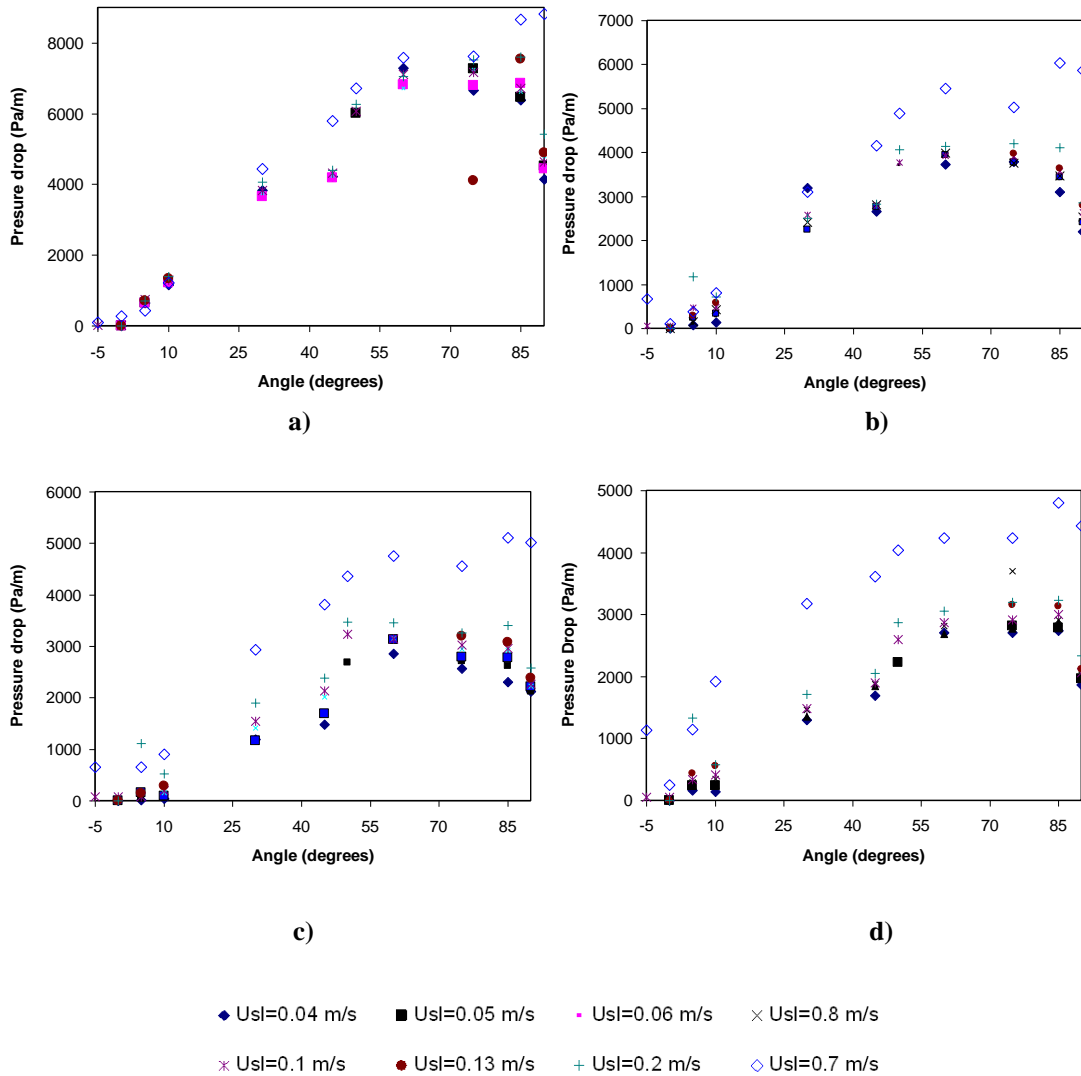 8000
6000
4000
2000
0
Pressure drop (Pa/m)
-5 10 25 40 55 70 85
Angle (degrees)
a)
7000
6000
5000
4000
3000
2000
1000
0
Pressure drop (Pa/m)
-5 10 25 40 55 70 85
Angle (degrees)
b)
6000
5000
4000
3000
2000
1000
0
Pressure drop (Pa/m)
-5 10 25 40 55 70 85
Angle (degrees)
c)
5000
4000
3000
2000
1000
0
Pressure Drop (Pa/m)
-5 10 25 40 55 70 85
Angle (degrees)
d)
Usl=0.04 m/s Usl=0.05 m/s Usl=0.06 m/s Usl=0.8 m/s
Usl=0.1 m/s Usl=0.13 m/s Usl=0.2 m/s Usl=0.7 m/s